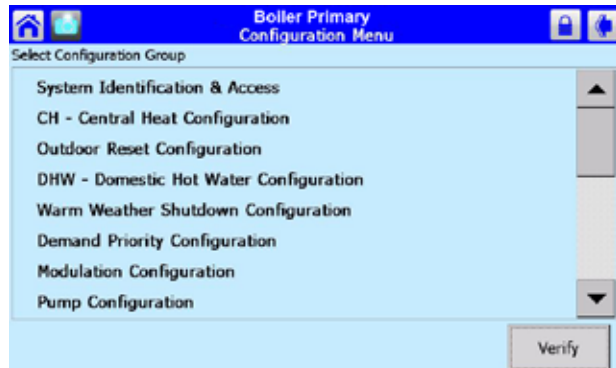 Boiler Primary
Configuration Menu
Select Configuration Group
System Identification & Access
CH - Central Heat Configuration
Outdoor Reset Configuration
DHW - Domestic Hot Water Configuration
Warm Weather Shutdown Configuration
Demand Priority Configuration
Modulation Configuration
Pump Configuration
Verify